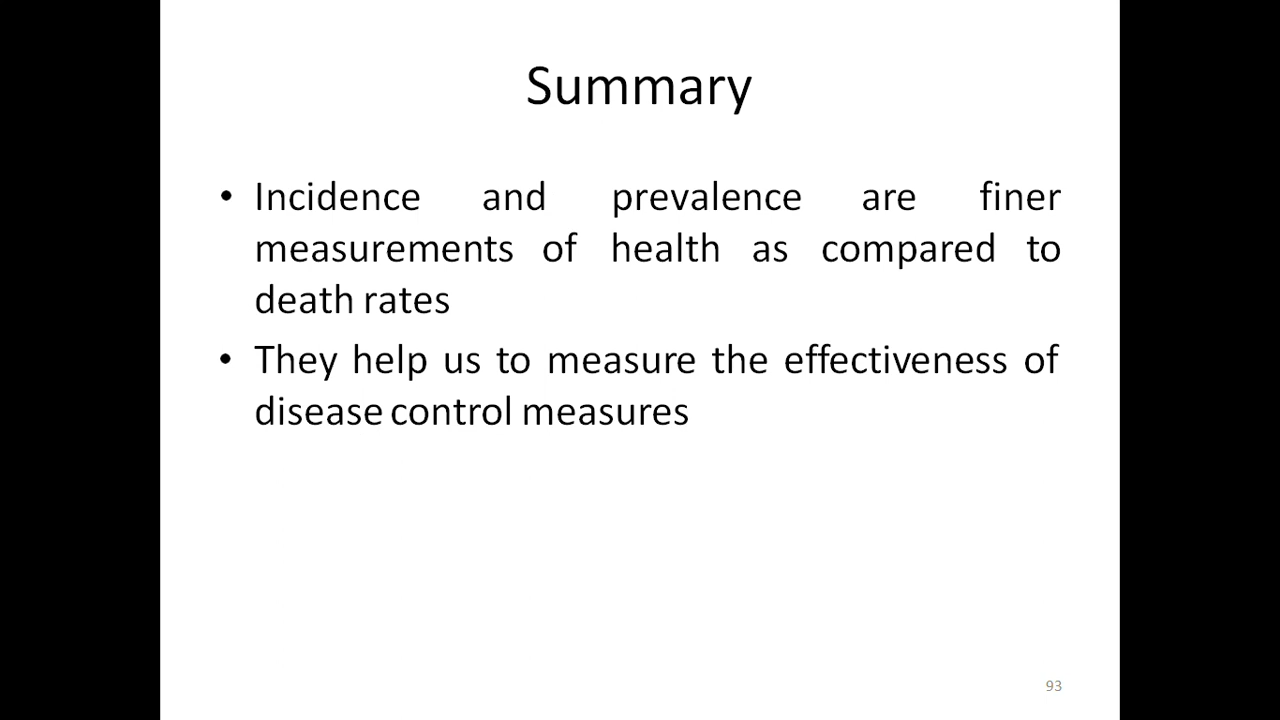 Summary
• Incidence and prevalence are finer
measurements of health as compared to
death rates
• They help us to measure the effectiveness of
disease control measures
93